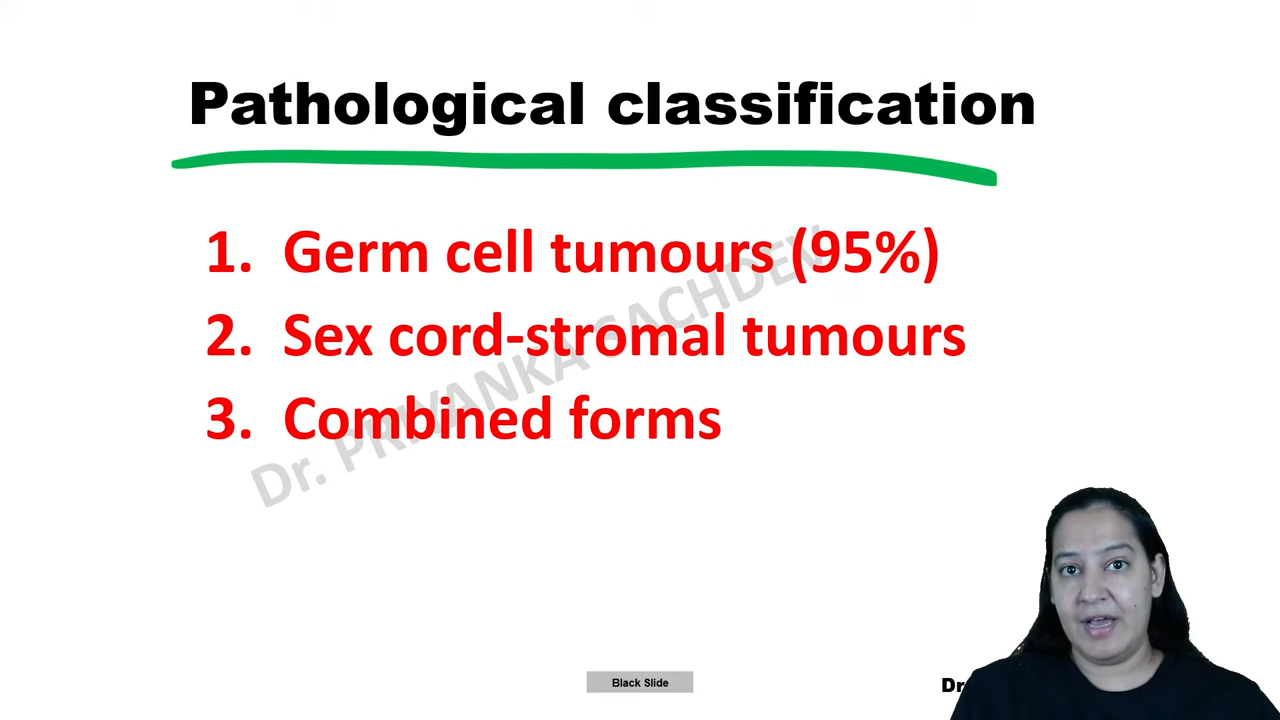 Pathological classification
1. Germ cell tumours (95%)
2. Sex cord-stromal tumours
3. Combined forms
Dr. PRIYANKA SACHDEV
Black Slide
Dr